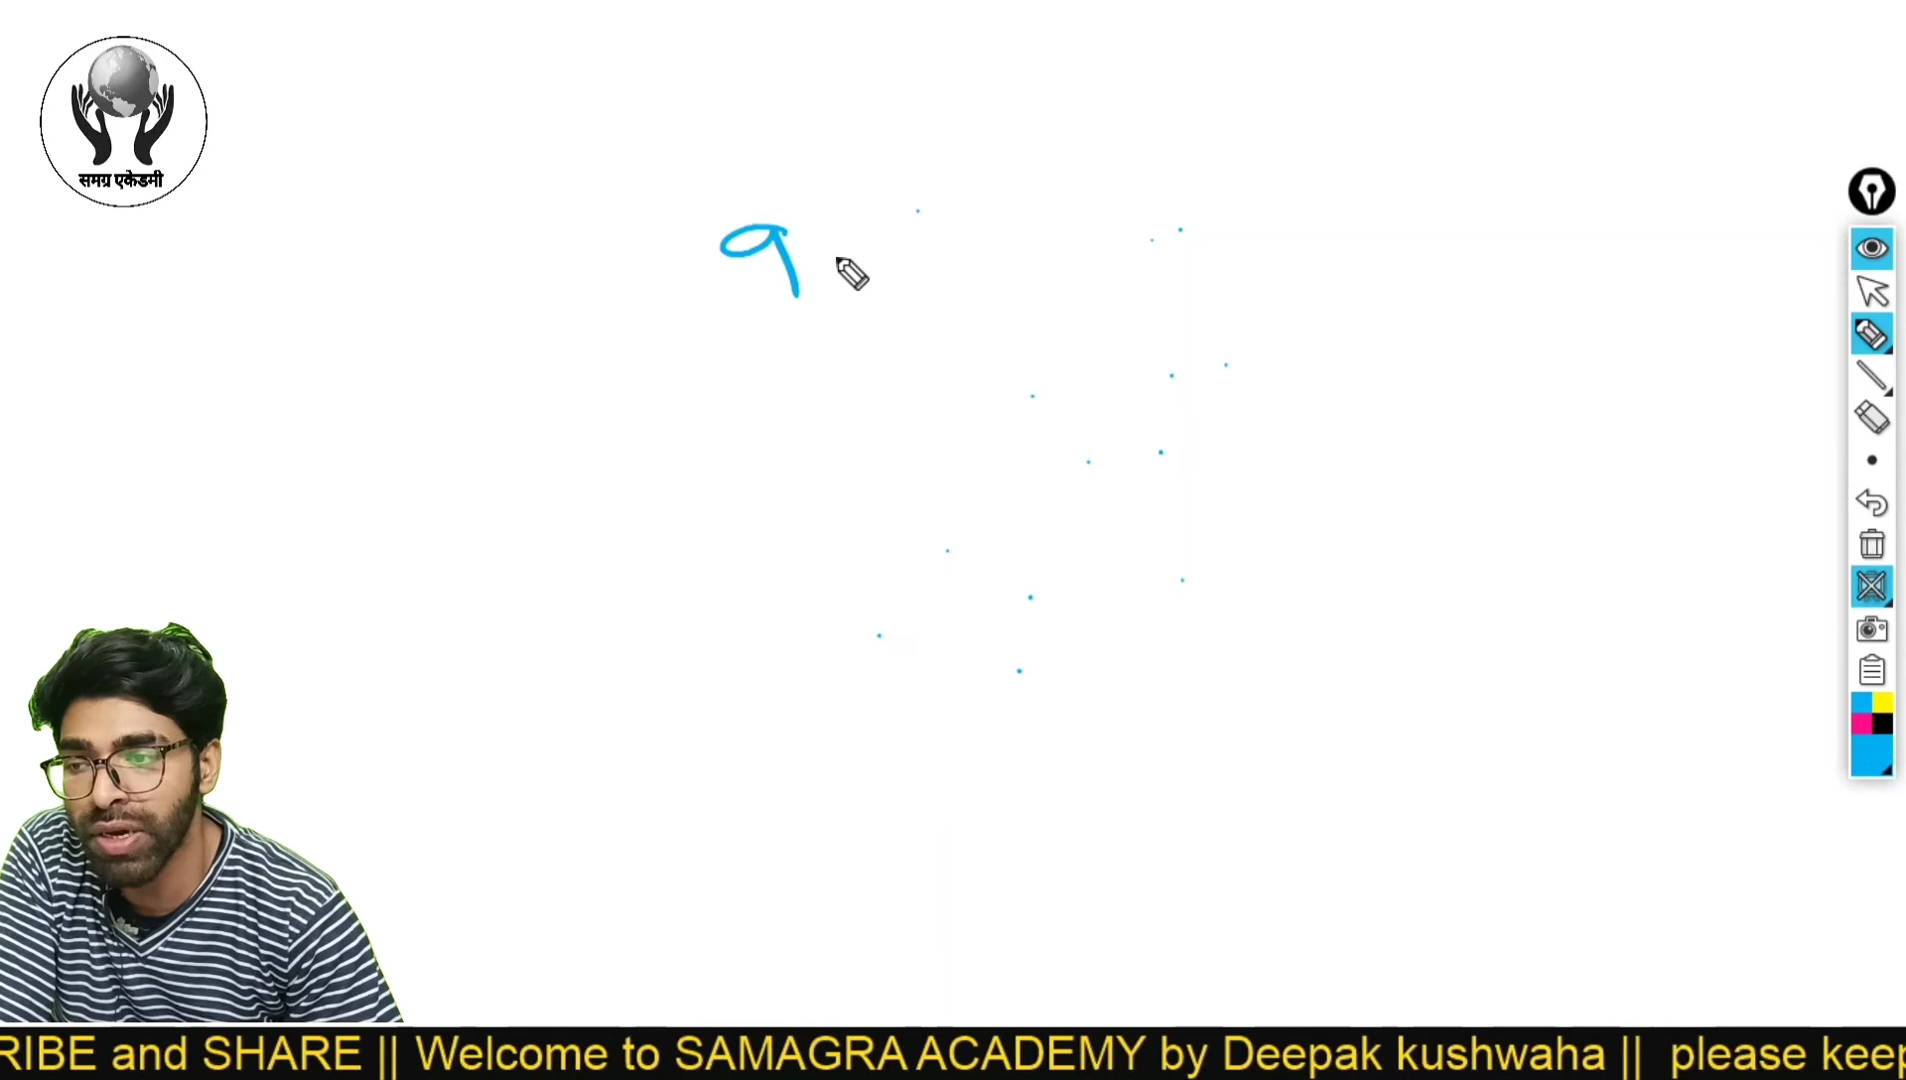 समग्र एकेडमी
9
RIBE and SHARE || Welcome to SAMAGRA ACADEMY by Deepak kushwaha || please keep